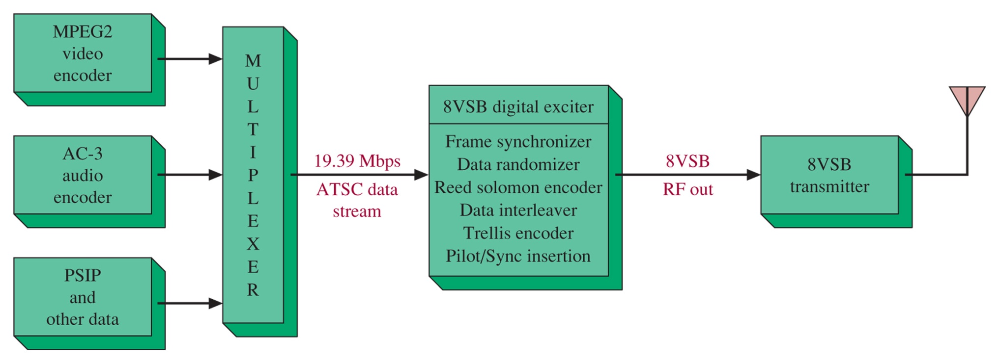 MPEG2
video
encoder
AC-3
audio
encoder
PSIP
and
other data
MULTIPLEXER
19.39 Mbps
ATSC data
stream
8VSB digital exciter
Frame synchronizer
Data randomizer
Reed solomon encoder
Data interleaver
Trellis encoder
Pilot/Sync insertion
8VSB
RF out
8VSB
transmitter